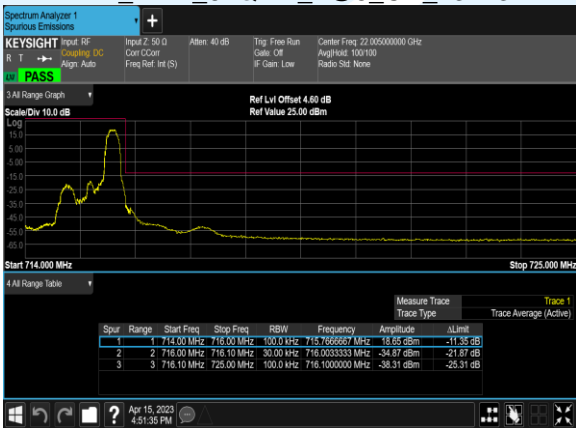 Spectrum Analyzer 1
Spurious Emissions
KEYSIGHT Input: RF Input Z: 50 Ω Atten: 40 dB Trig: Free Run Center Freq: 22.005000000 GHz
R T Coupling: DC Corr CCorr Gate: Off Avg|Hold: 100/100
Align: Auto Freq Ref: Int (S) IF Gain: Low Radio Std: None
LXI PASS
3 All Range Graph
Ref Lvl Offset 4.60 dB
Scale/Div 10.0 dB Ref Value 25.00 dBm
Log
15.0
5.00
-5.00
-15.0
-25.0
-35.0
-45.0
-55.0
-65.0
Start 714.000 MHz Stop 725.000 MHz
4 All Range Table
Measure Trace Trace 1
Trace Type Trace Average (Active)
Spur Range Start Freq Stop Freq RBW Frequency Amplitude ΔLimit
1 1 714.00 MHz 716.00 MHz 100.0 kHz 715.7666667 MHz 18.65 dBm -11.35 dB
2 2 716.00 MHz 716.10 MHz 30.00 kHz 716.0033333 MHz -34.87 dBm -21.87 dB
3 3 716.10 MHz 725.00 MHz 100.0 kHz 716.1000000 MHz -38.31 dBm -25.31 dB
Apr 15, 2023
4:51:35 PM